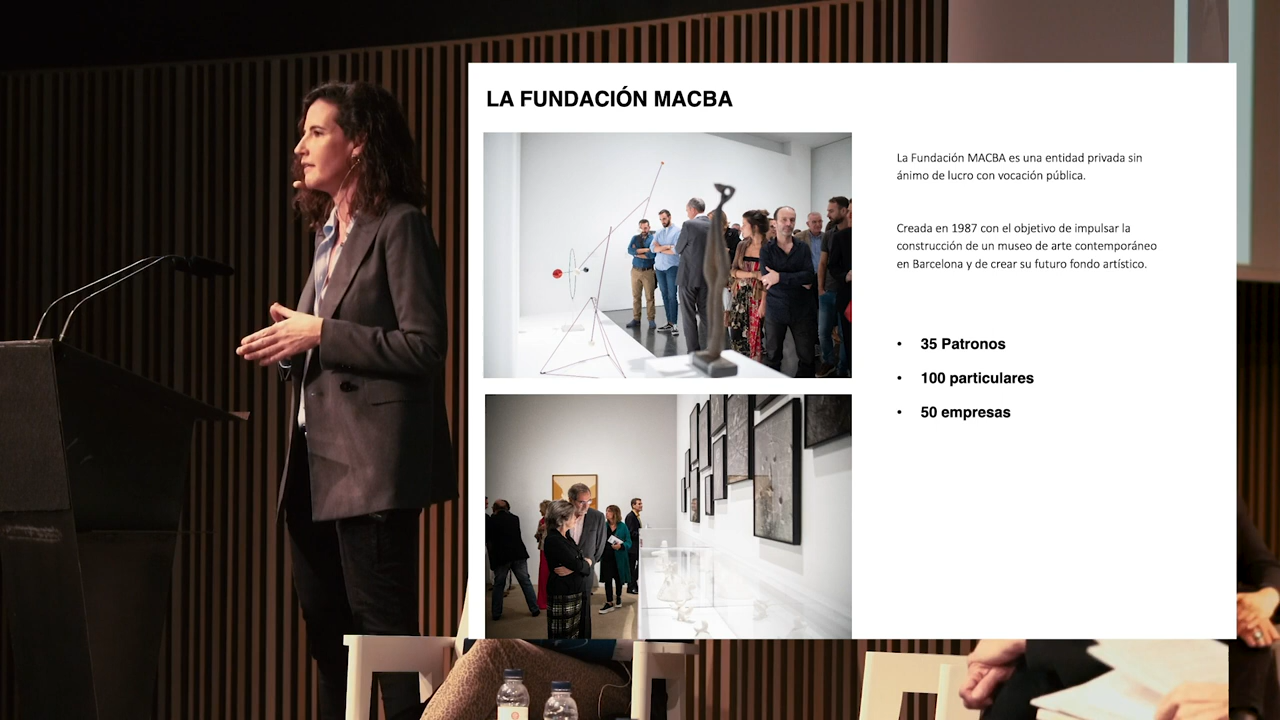 LA FUNDACIÓN MACBA
La Fundación MACBA es una entidad privada sin
ánimo de lucro con vocación pública.
Creada en 1987 con el objetivo de impulsar la
construcción de un museo de arte contemporáneo
en Barcelona y de crear su futuro fondo artístico.
• 35 Patronos
• 100 particulares
• 50 empresas